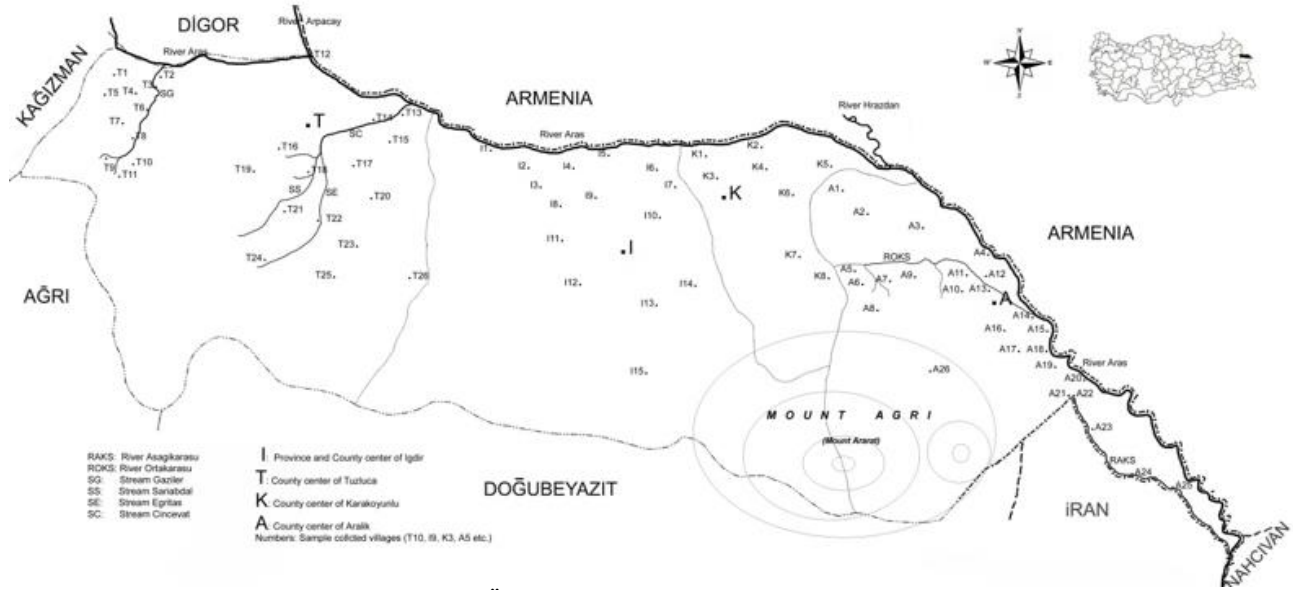 DİGOR
River Arpacay
River Aras
T12
KAĞIZMAN
T1
T2
T3
T4
T5
SG
T6
T7
T8
T9
T10
T11
ARMENIA
T
T13
T14
SC
T15
T16
T17
T18
T19
SS
SE
T20
T21
T22
T23
T24
T25
T26
AĞRI
River Aras
I1
I2
I3
I4
I5
I6
I7
I8
I9
I10
I11
I
I12
I13
I14
I15
N
W
E
S
River Hrazdan
K1
K2
K3
K4
K5
K
K6
K7
K8
A1
A2
A3
ARMENIA
A4
ROKS
A5
A6
A7
A8
A9
A10
A11
A12
A13
A
A14
A15
A16
A17
A18
A19
River Aras
A20
A21
A22
A23
RAKS
A24
A25
A26
MOUNT AGRI
(Mount Ararat)
DOĞUBEYAZIT
İRAN
NAHCIVAN
RAKS: River Asagikarasu
ROKS: River Ortakarasu
SG: Stream Gaziler
SS: Stream Sariabdal
SE: Stream Egritas
SC: Stream Cincevat
I: Province and County center of Igdir
T: County center of Tuzluca
K: County center of Karakoyunlu
A: County center of Aralik
Numbers: Sample collcted villages (T10, I9, K3, A5 etc.)